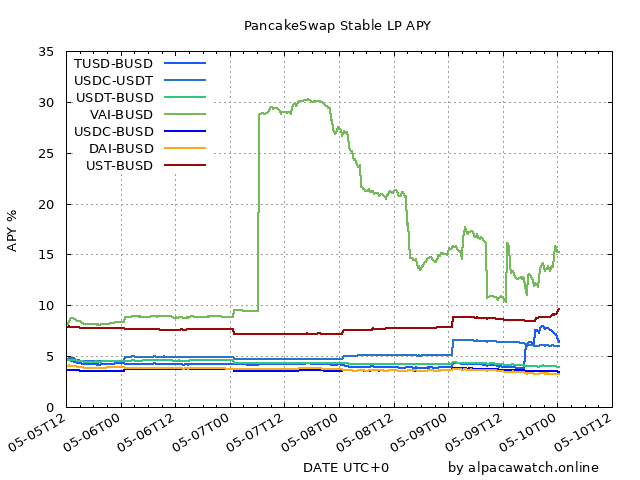 PancakeSwap Stable LP APY
35
30
25
20
15
10
5
0
APY %
TUSD-BUSD
USDC-USDT
USDT-BUSD
VAI-BUSD
USDC-BUSD
DAI-BUSD
UST-BUSD
05-05T12
05-06T00
05-06T12
05-07T00
05-07T12
05-08T00
05-08T12
05-09T00
05-09T12
05-10T00
05-10T12
DATE UTC+0
by alpacawatch.online